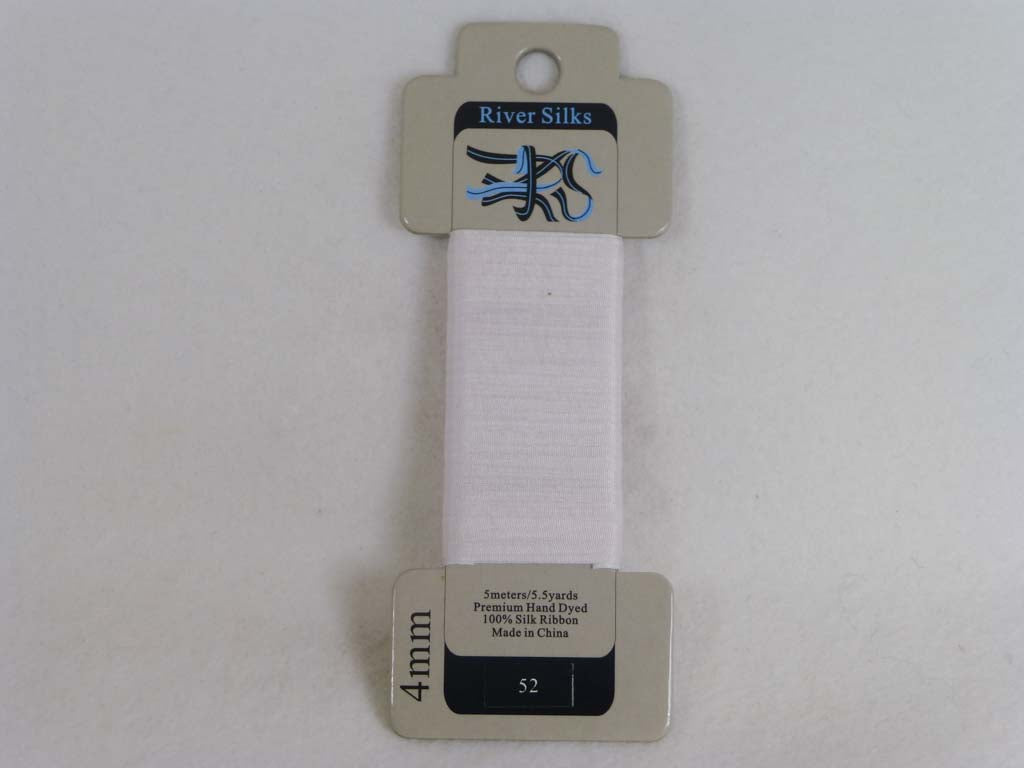 River Silks
5meters/5.5yards
Premium Hand Dyed
100% Silk Ribbon
Made in China
4mm
52